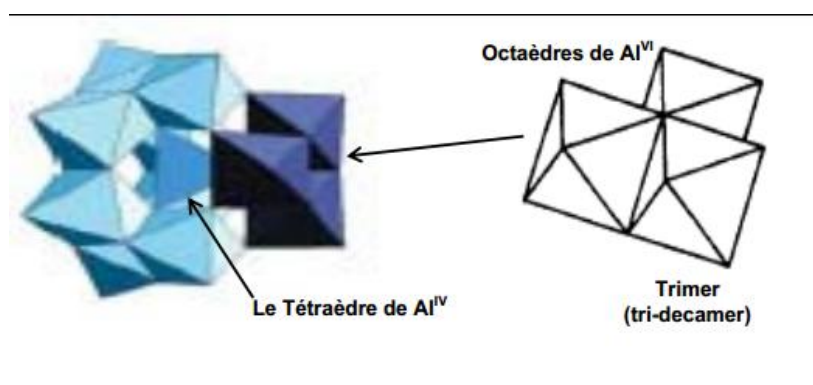 Octaèdres de Al^VI
Le Tétraèdre de Al^IV
Trimer
(tri-decamer)